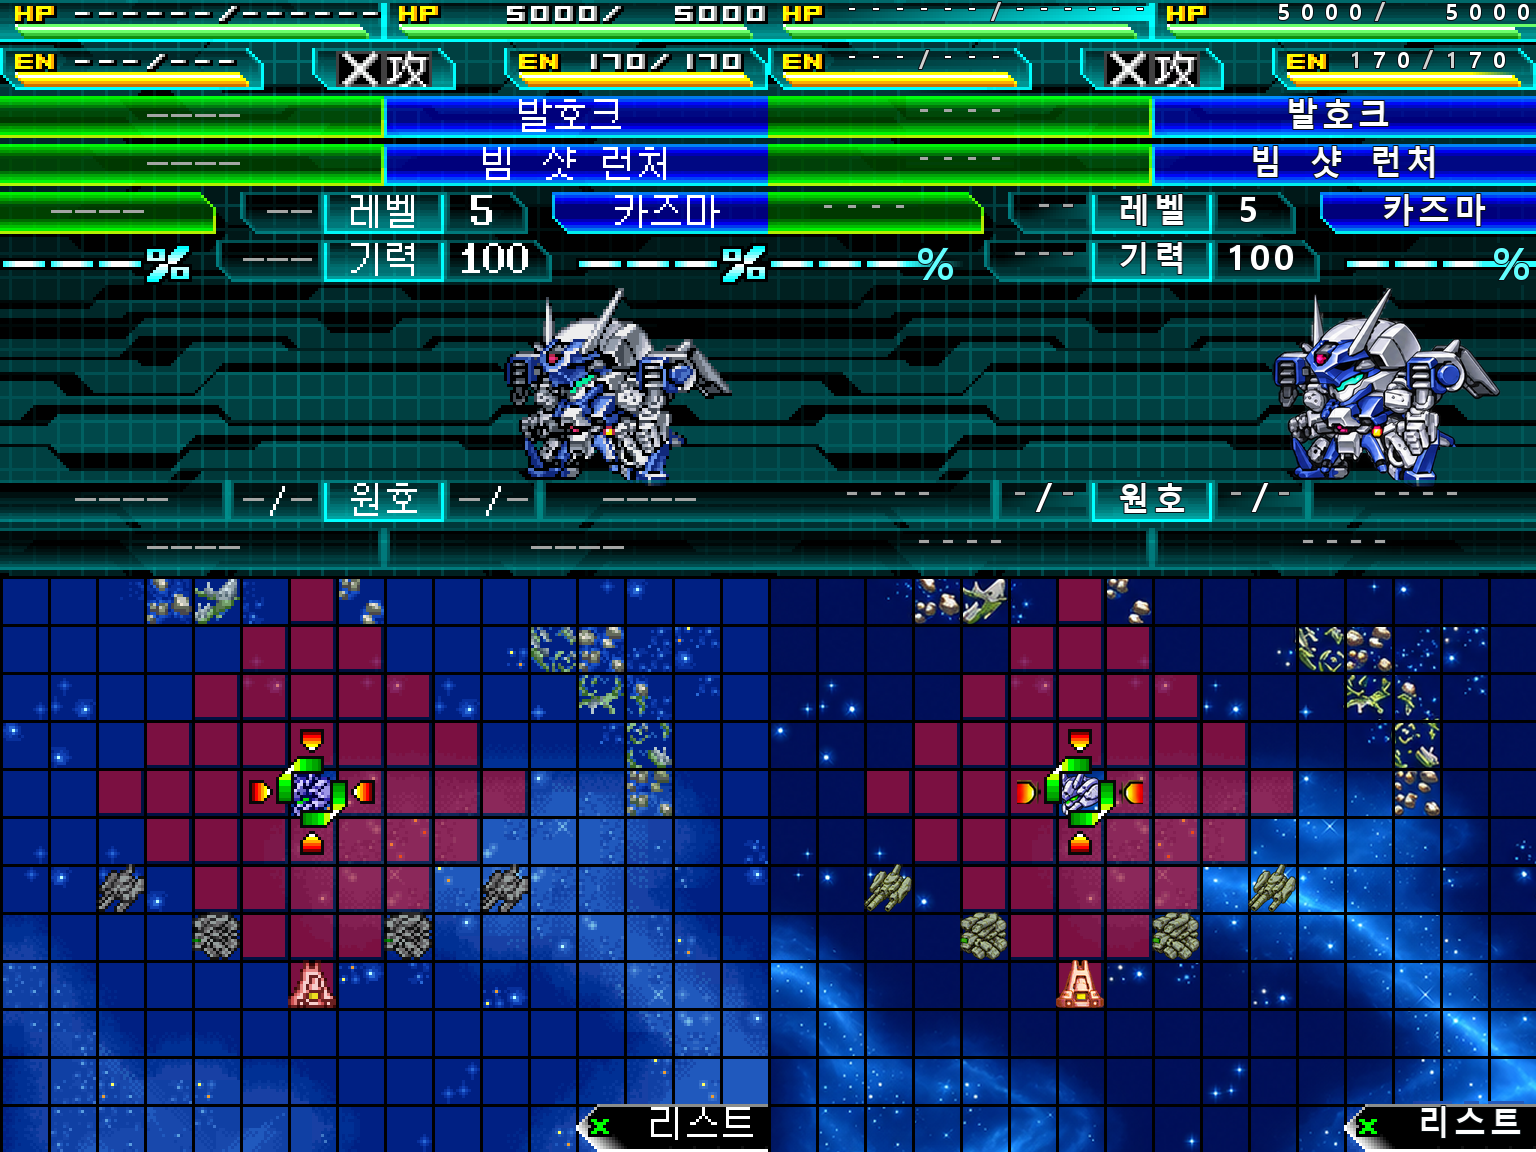 HP ------/------ HP 5000/ 5000 HP ------/------ HP 5000/ 5000
EN ---/--- X攻 EN 170/170 EN ---/--- X攻 EN 170/170
---- 발호크 ---- 발호크
---- 빔 샷 런처 ---- 빔 샷 런처
---- -- 레벨 5 카즈마 ---- -- 레벨 5 카즈마
---% --- 기력 100 ---% ---% --- 기력 100 ---%
---- -/- 원호 -/- ---- ---- -/- 원호 -/- ----
---- ---- ---- ----
X 리스트 X 리스트